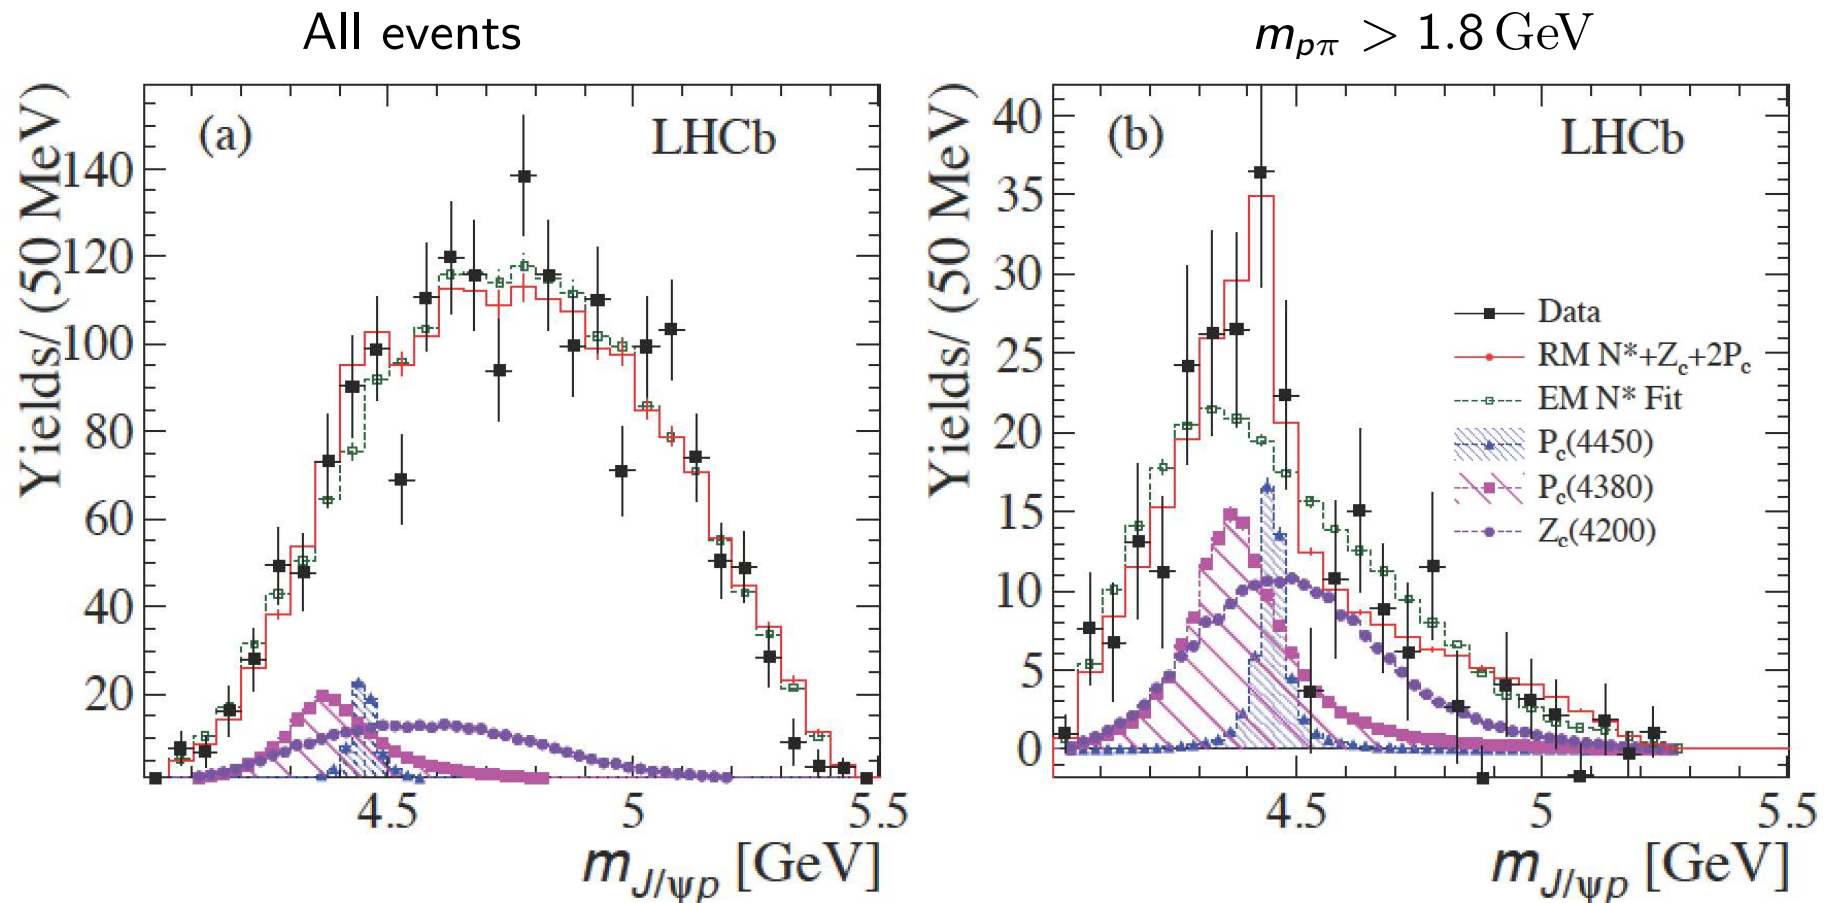 All events
m_{pπ} > 1.8 GeV
(a)
LHCb
Yields/ (50 MeV)
140
120
100
80
60
40
20
4.5
5
5.5
m_{J/ψp} [GeV]
(b)
LHCb
Yields/ (50 MeV)
40
35
30
25
20
15
10
5
0
Data
RM N*+Z_c+2P_c
EM N* Fit
P_c(4450)
P_c(4380)
Z_c(4200)
4.5
5
5.5
m_{J/ψp} [GeV]